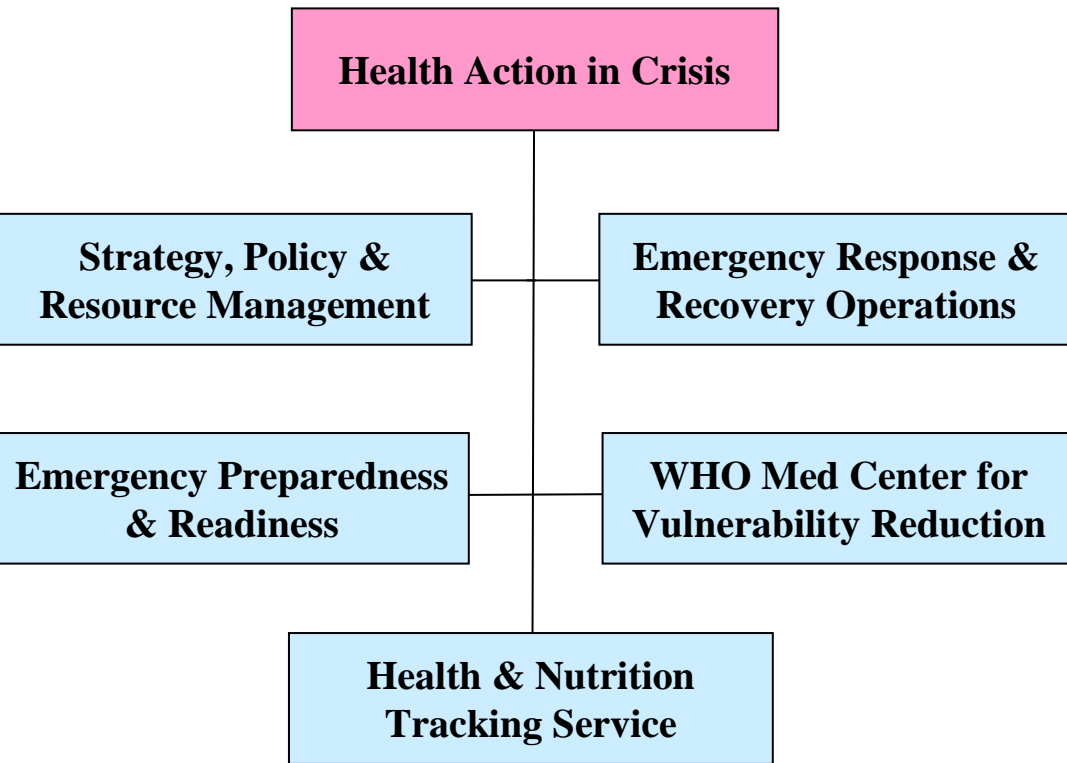 Health Action in Crisis
Strategy, Policy &
Resource Management
Emergency Response &
Recovery Operations
Emergency Preparedness
& Readiness
WHO Med Center for
Vulnerability Reduction
Health & Nutrition
Tracking Service